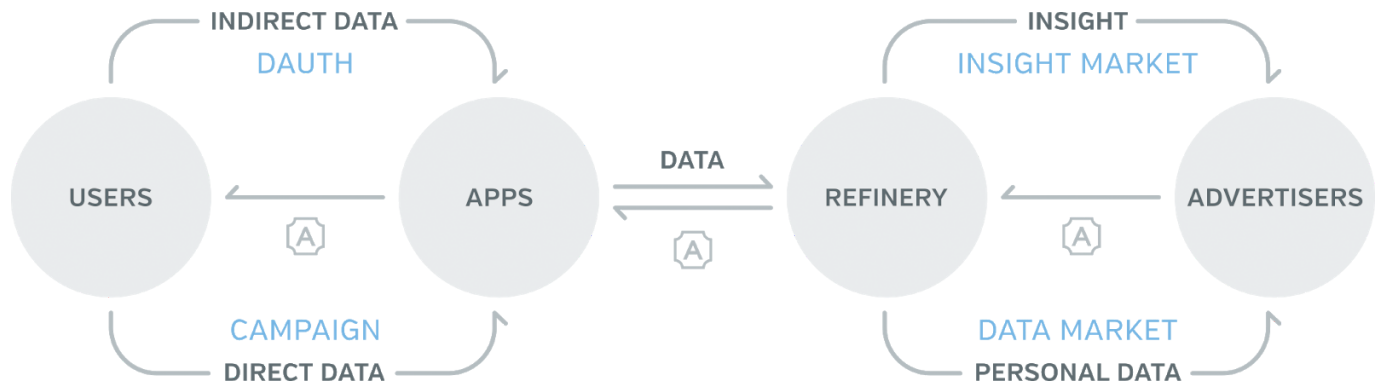 INDIRECT DATA
DAUTH
INSIGHT
INSIGHT MARKET
DATA
USERS
APPS
REFINERY
ADVERTISERS
A
A
A
CAMPAIGN
DIRECT DATA
DATA MARKET
PERSONAL DATA